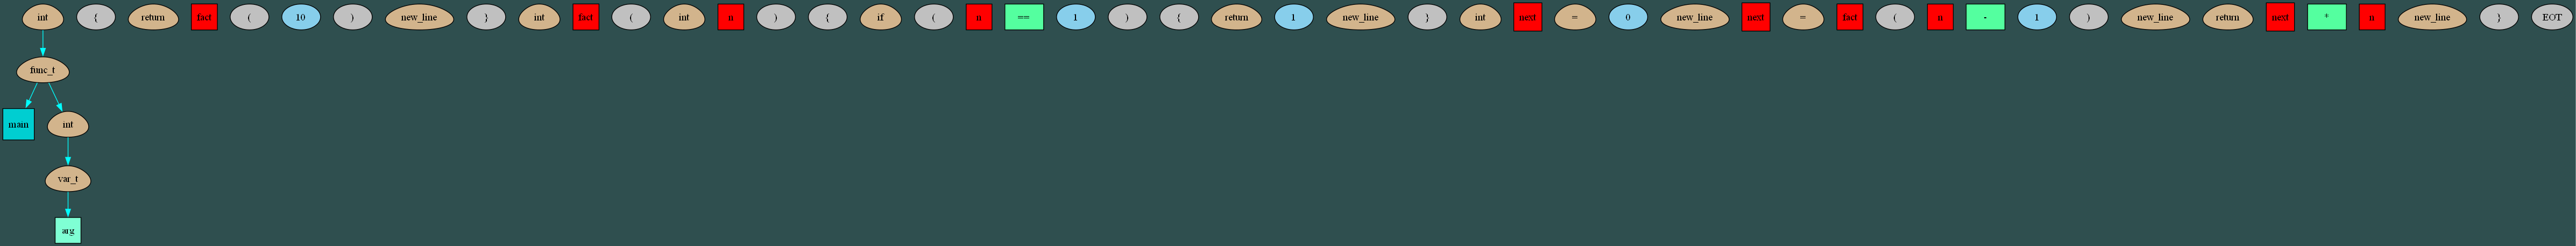 int { return fact ( 10 ) new_line } int fact ( int n ) { if ( n == 1 ) { return 1 new_line } int next = 0 new_line next = fact ( n - 1 ) new_line return next * n new_line } EOT
func_t
main int
var_t
arg